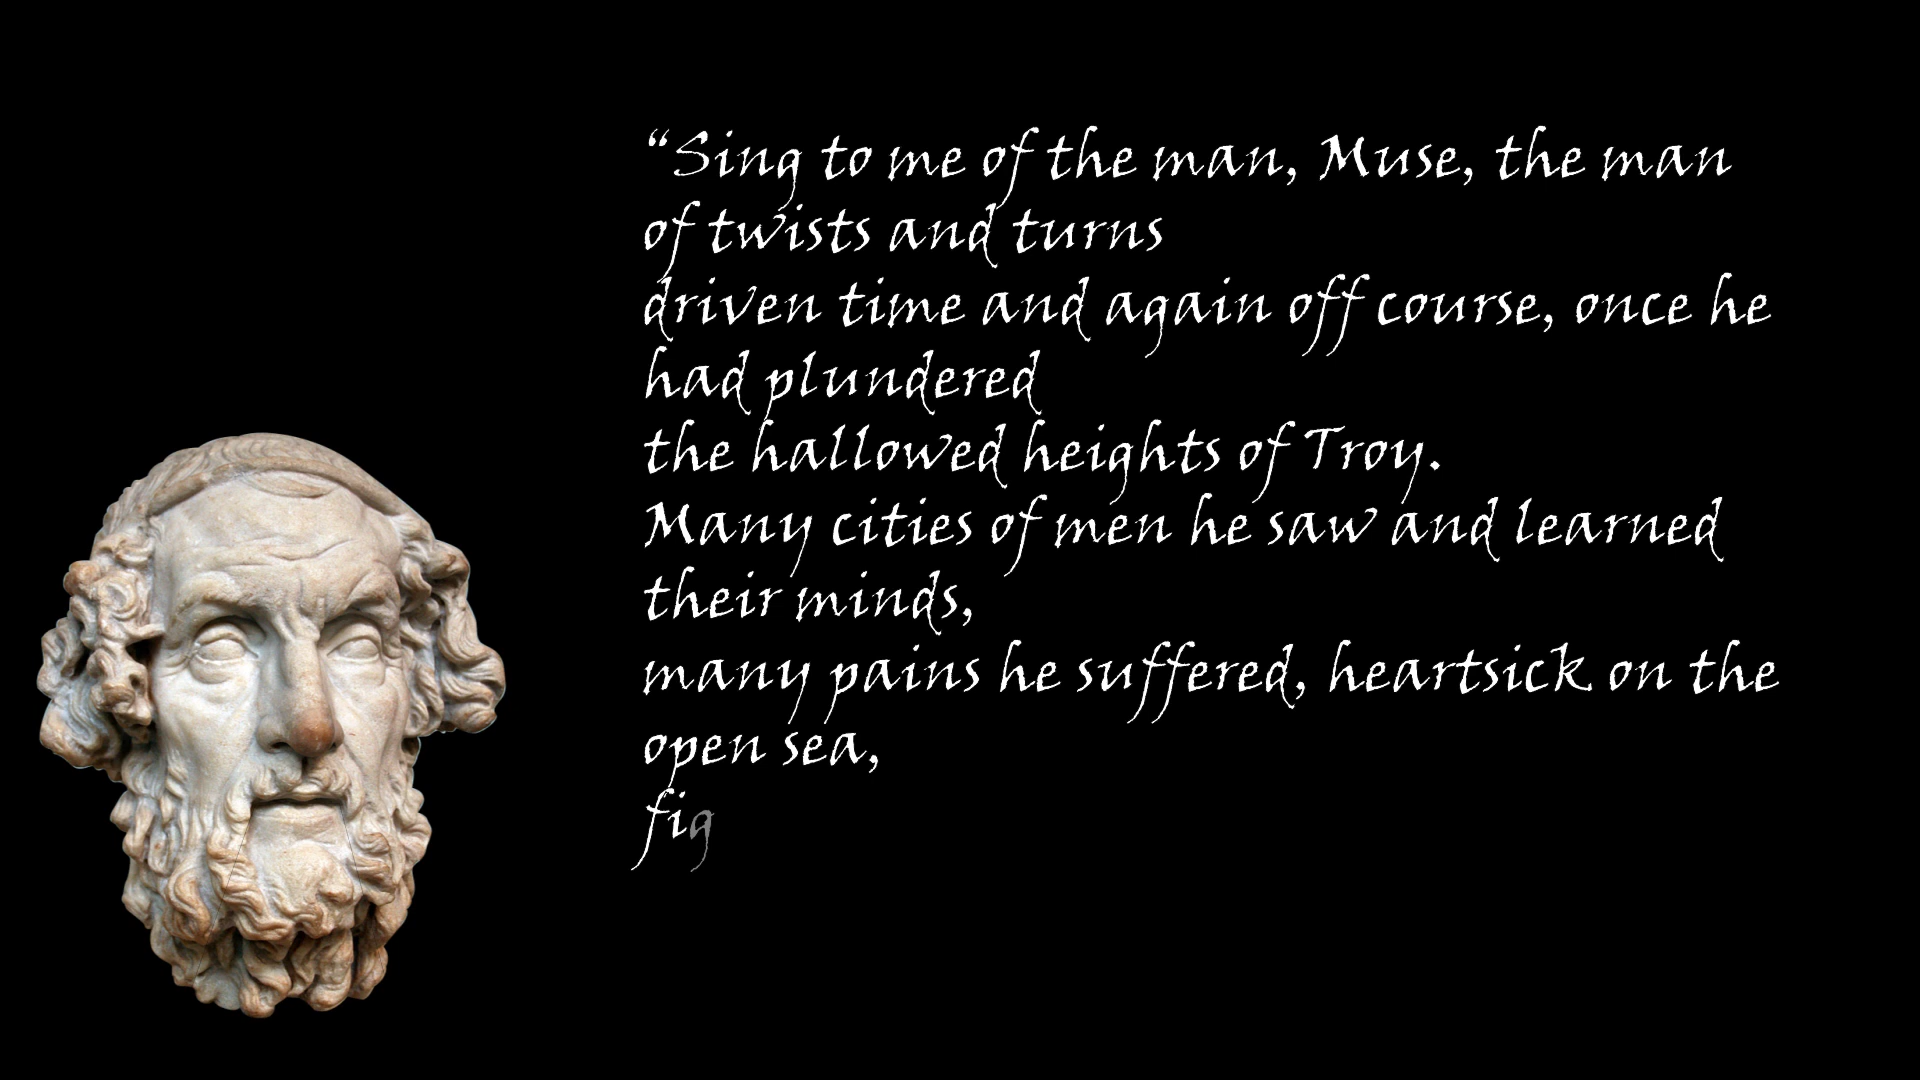 “Sing to me of the man, Muse, the man
of twists and turns
driven time and again off course, once he
had plundered
the hallowed heights of Troy.
Many cities of men he saw and learned
their minds,
many pains he suffered, heartsick on the
open sea,
fig